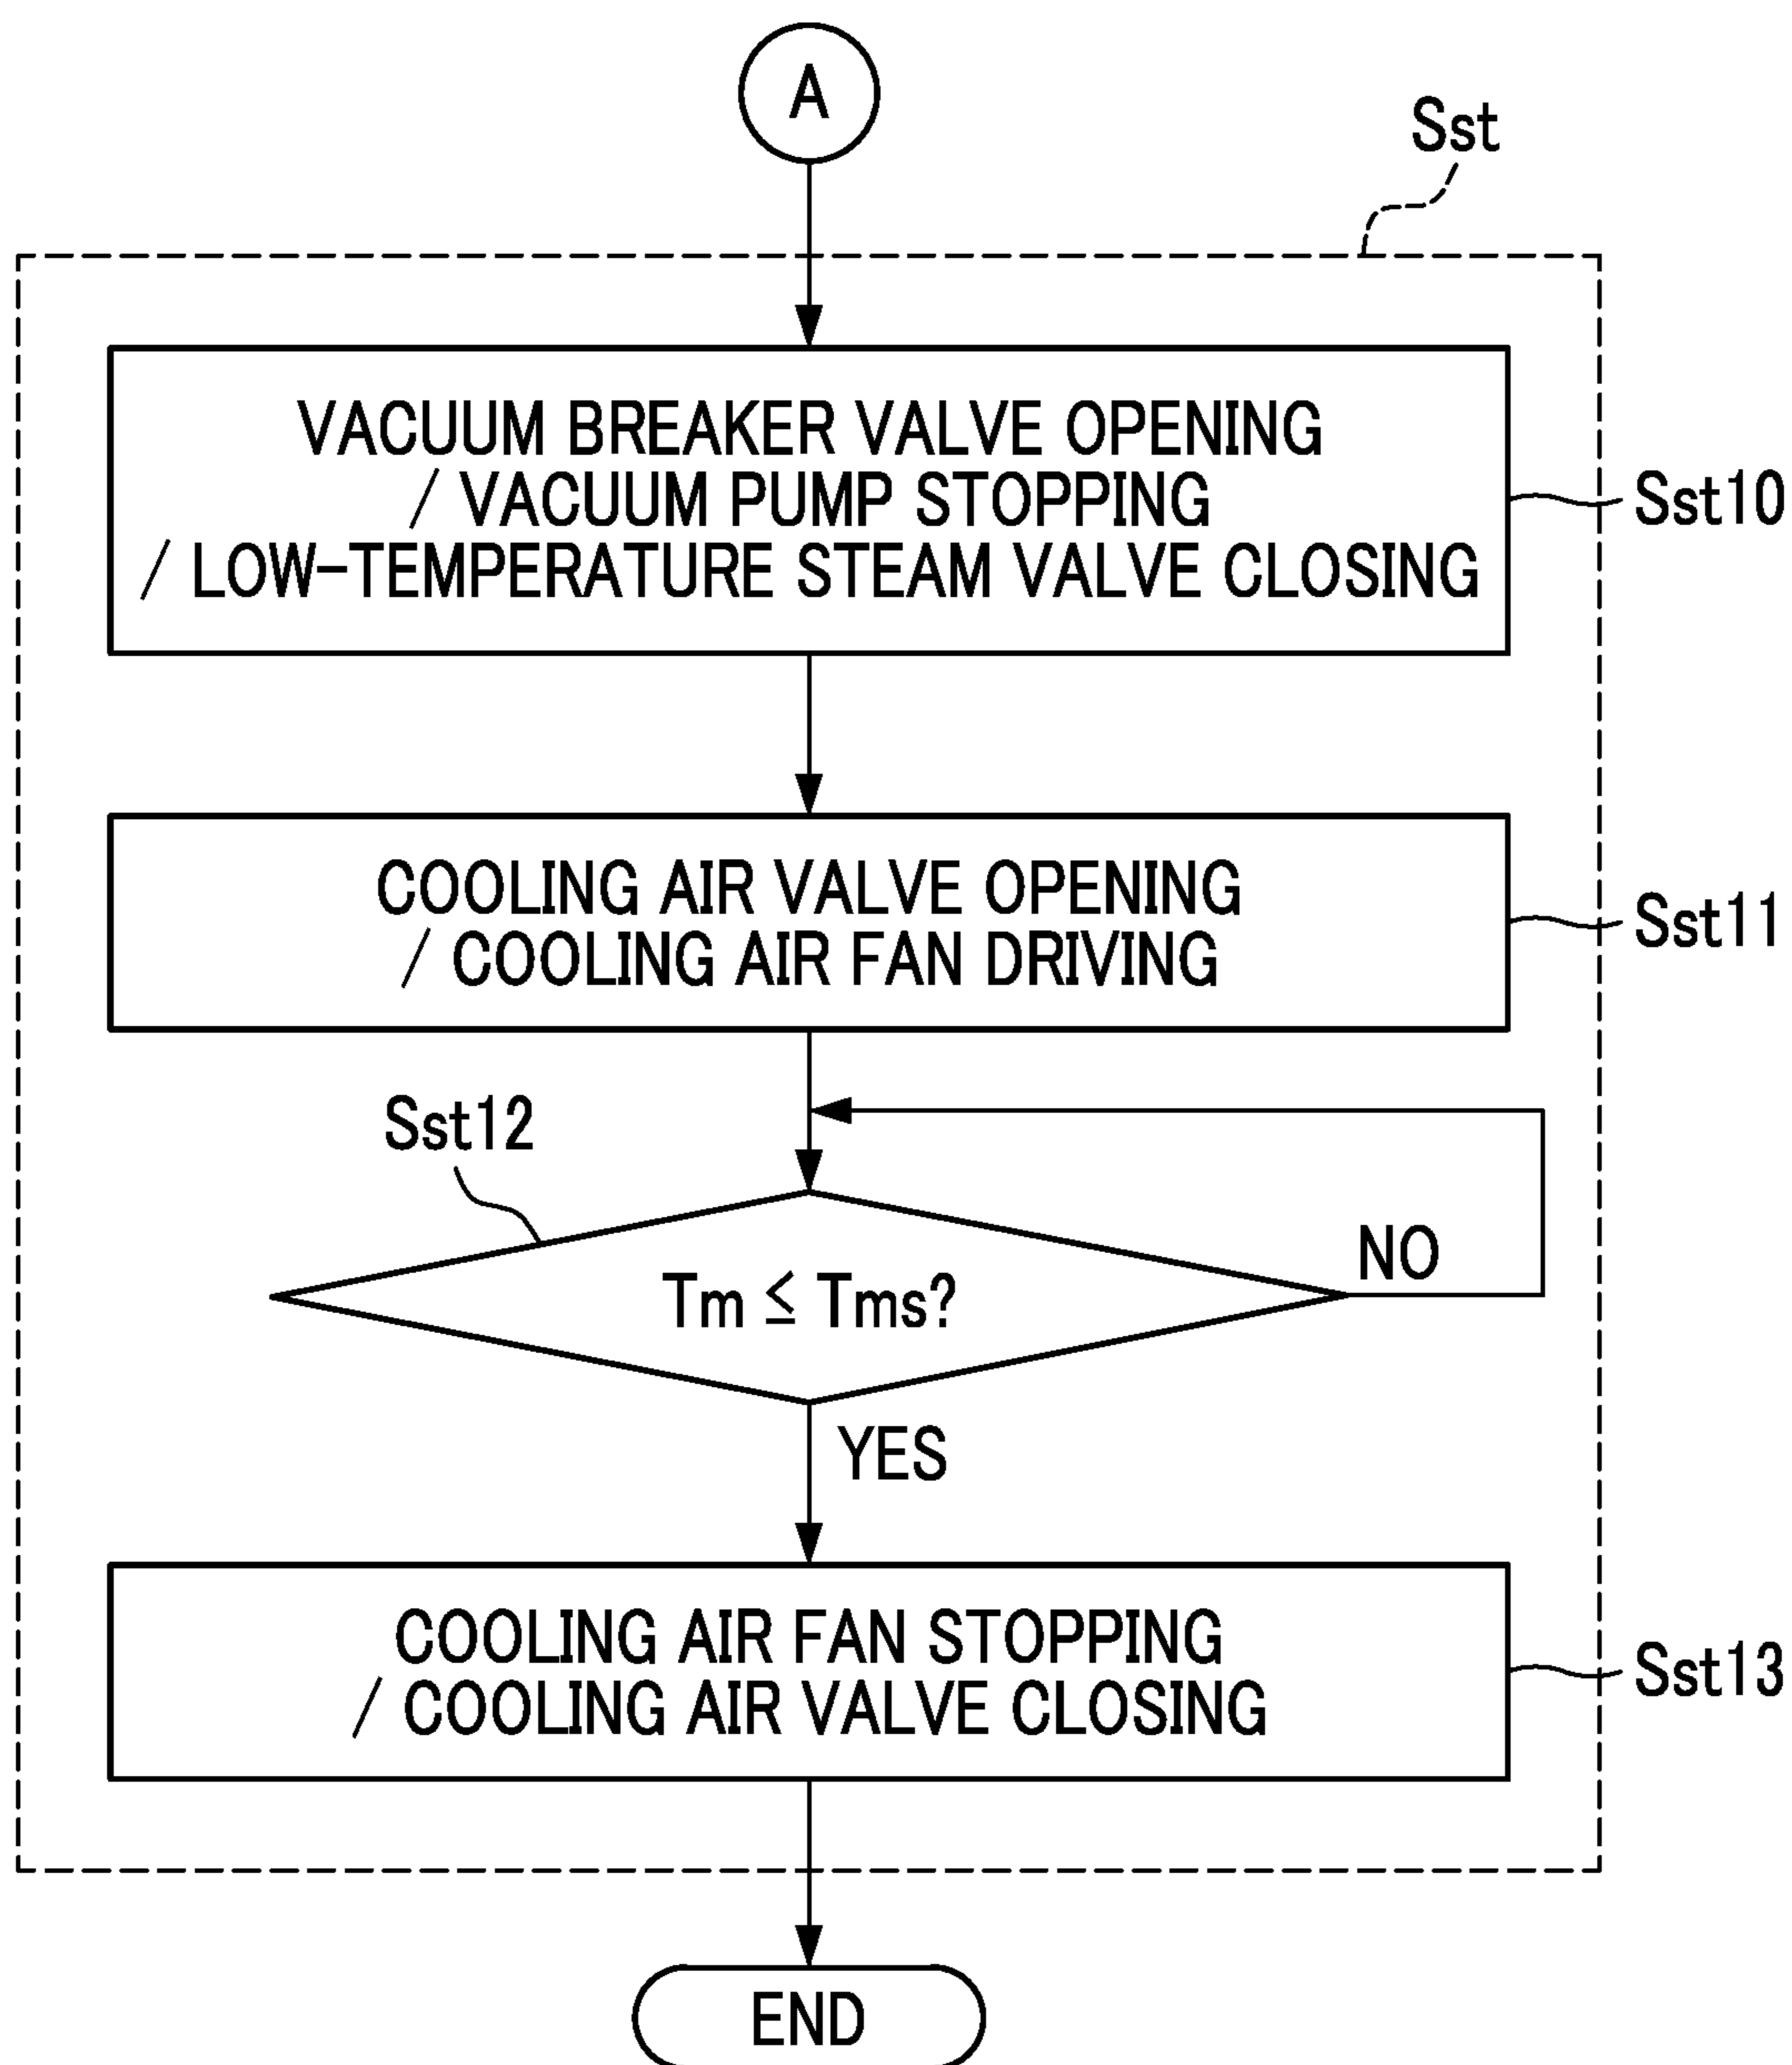 A
Sst
VACUUM BREAKER VALVE OPENING
/ VACUUM PUMP STOPPING
/ LOW-TEMPERATURE STEAM VALVE CLOSING
Sst10
COOLING AIR VALVE OPENING
/ COOLING AIR FAN DRIVING
Sst11
Sst12
NO
Tm ≦ Tms?
YES
COOLING AIR FAN STOPPING
/ COOLING AIR VALVE CLOSING
Sst13
END